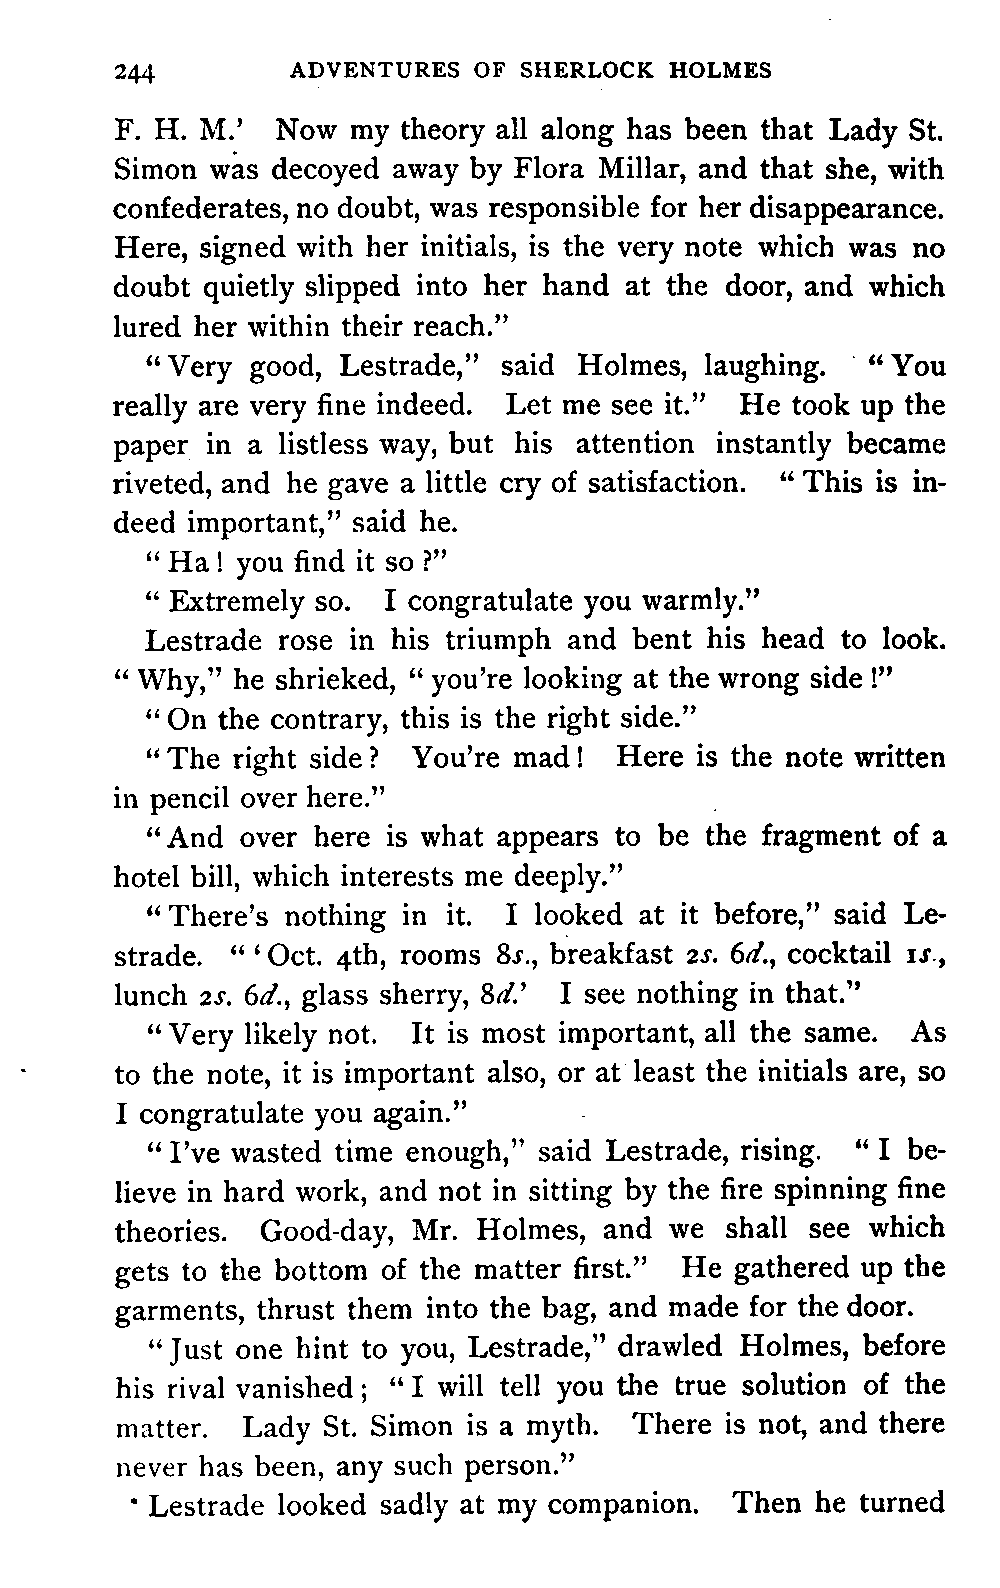 244 ADVENTURES OF SHERLOCK HOLMES
F. H. M.’ Now my theory all along has been that Lady St.
Simon was decoyed away by Flora Millar, and that she, with
confederates, no doubt, was responsible for her disappearance.
Here, signed with her initials, is the very note which was no
doubt quietly slipped into her hand at the door, and which
lured her within their reach.”
“Very good, Lestrade,” said Holmes, laughing. “You
really are very fine indeed. Let me see it.” He took up the
paper in a listless way, but his attention instantly became
riveted, and he gave a little cry of satisfaction. “This is in-
deed important,” said he.
“Ha! you find it so?”
“Extremely so. I congratulate you warmly.”
Lestrade rose in his triumph and bent his head to look.
“Why,” he shrieked, “you’re looking at the wrong side!”
“On the contrary, this is the right side.”
“The right side? You’re mad! Here is the note written
in pencil over here.”
“And over here is what appears to be the fragment of a
hotel bill, which interests me deeply.”
“There’s nothing in it. I looked at it before,” said Le-
strade. “‘Oct. 4th, rooms 8s., breakfast 2s. 6d., cocktail 1s.,
lunch 2s. 6d., glass sherry, 8d.’ I see nothing in that.”
“Very likely not. It is most important, all the same. As
to the note, it is important also, or at least the initials are, so
I congratulate you again.”
“I’ve wasted time enough,” said Lestrade, rising. “I be-
lieve in hard work, and not in sitting by the fire spinning fine
theories. Good-day, Mr. Holmes, and we shall see which
gets to the bottom of the matter first.” He gathered up the
garments, thrust them into the bag, and made for the door.
“Just one hint to you, Lestrade,” drawled Holmes, before
his rival vanished; “I will tell you the true solution of the
matter. Lady St. Simon is a myth. There is not, and there
never has been, any such person.”
Lestrade looked sadly at my companion. Then he turned